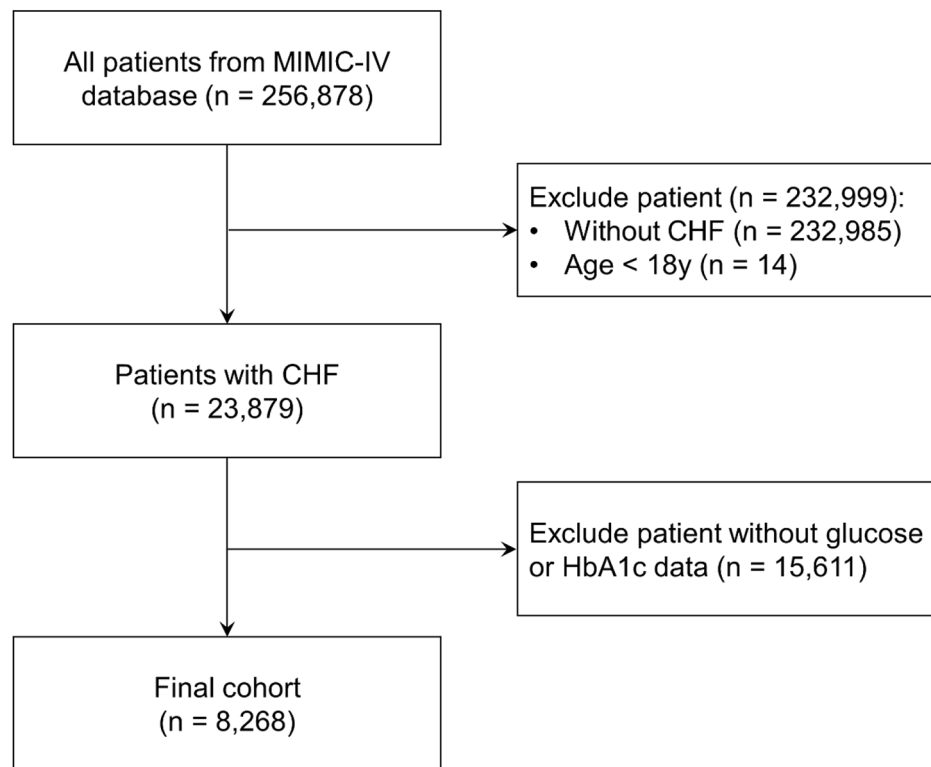 All patients from MIMIC-IV
database (n = 256,878)
Exclude patient (n = 232,999):
• Without CHF (n = 232,985)
• Age < 18y (n = 14)
Patients with CHF
(n = 23,879)
Exclude patient without glucose
or HbA1c data (n = 15,611)
Final cohort
(n = 8,268)